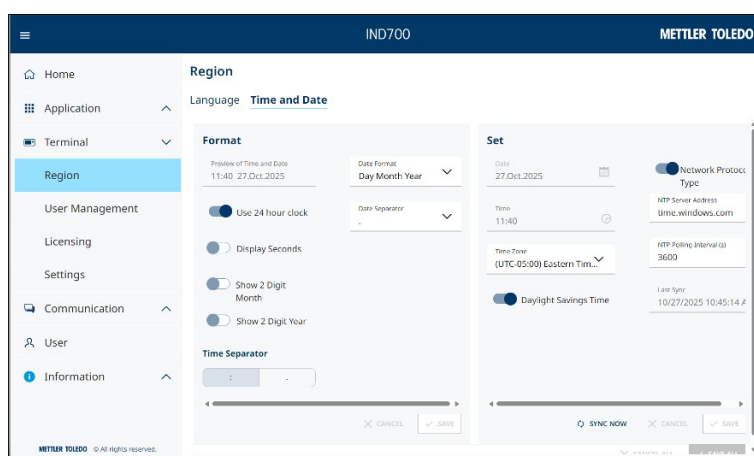 IND700
METTLER TOLEDO
Home
Application
Terminal
Region
User Management
Licensing
Settings
Communication
User
Information
METTLER TOLEDO © All rights reserved.
Region
Language Time and Date
Format
Preview of Time and Date
11:40 27.Oct.2025
Date Format
Day Month Year
Use 24 hour clock
Date Separator
.
Display Seconds
Show 2 Digit
Month
Show 2 Digit Year
Time Separator
: .
CANCEL SAVE
Set
Date
27.Oct.2025
Network Protoc
Type
Time
11:40
NTP Server Address
time.windows.com
Time Zone
(UTC-05:00) Eastern Tim...
NTP Polling Interval (s)
3600
Daylight Savings Time
Last Sync
10/27/2025 10:45:14 A
SYNC NOW CANCEL SAVE
CANCEL ALL SAVE ALL